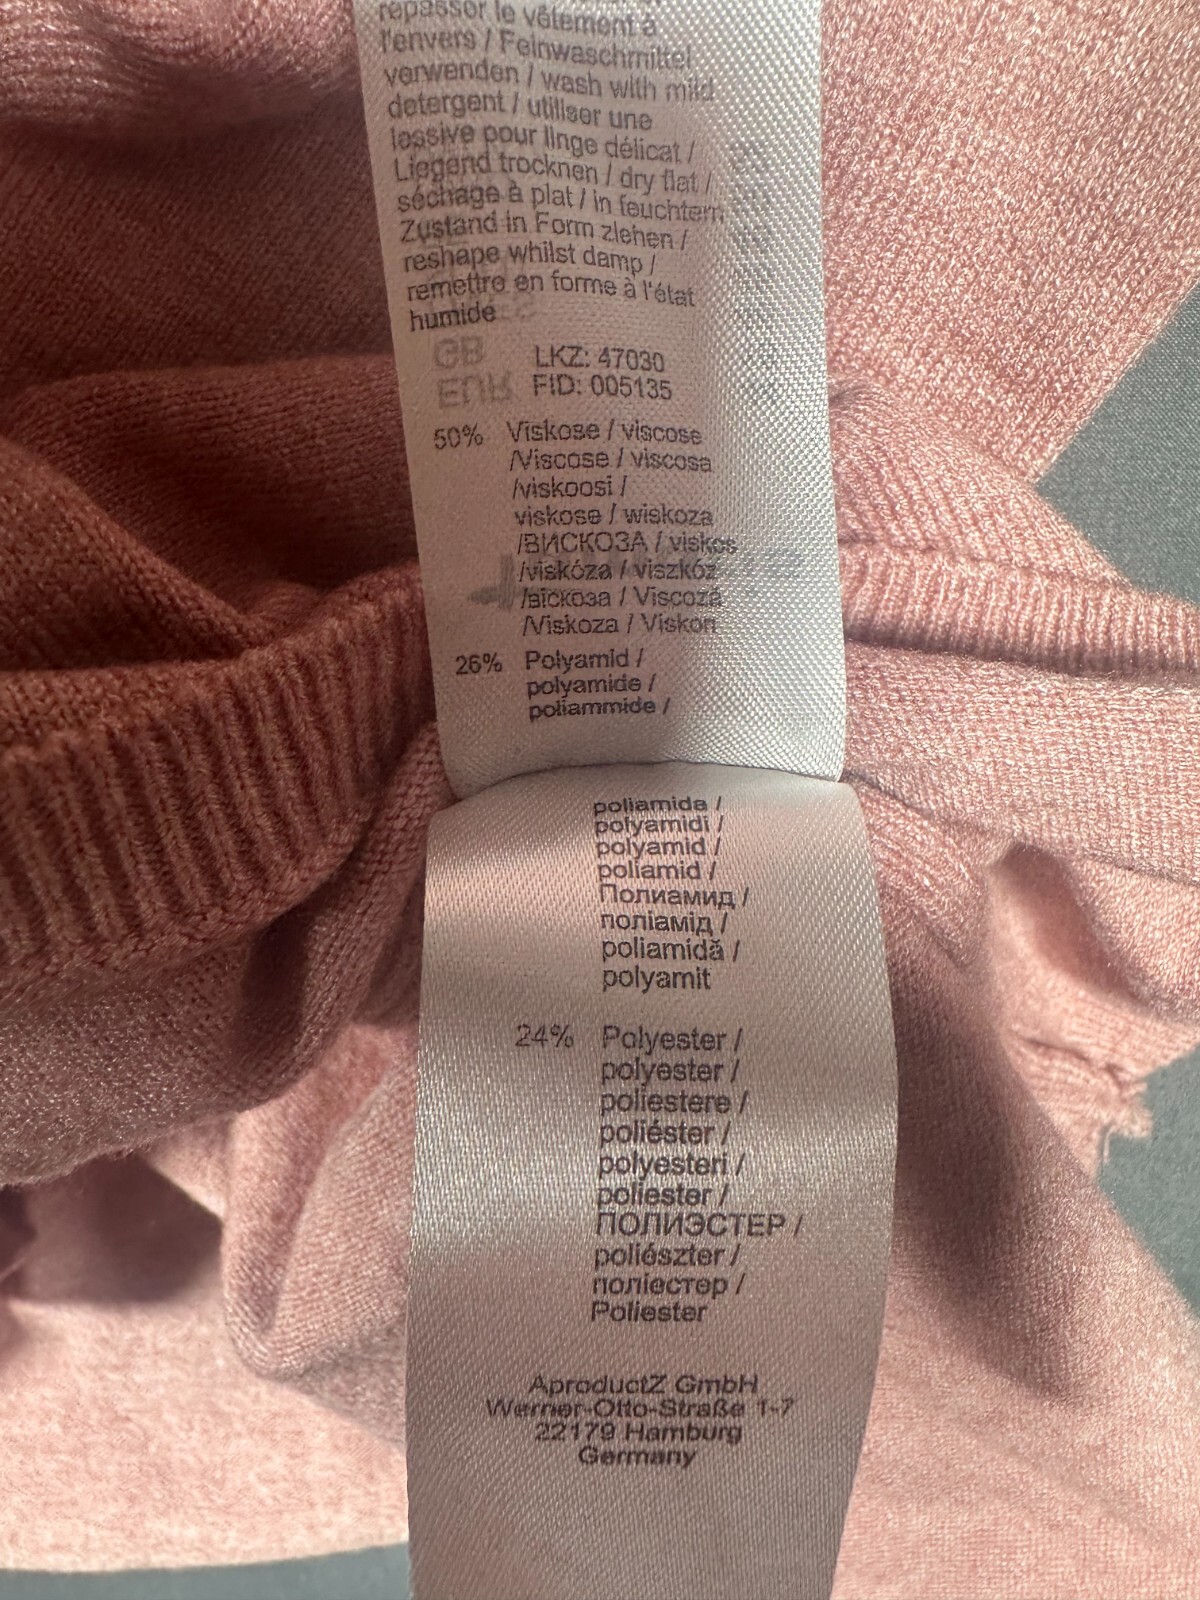 repasser le vêtement à
l'envers / Feinwaschmittel
verwenden / wash with mild
detergent / utiliser une
lessive pour linge délicat /
Liegend trocknen / dry flat /
séchage à plat / in feuchtem
Zustand in Form ziehen /
reshape whilst damp /
remettre en forme à l'état
humide
GB
EUR
LKZ: 47030
FID: 005135
50% Viskose / viscose
/Viscose / viscosa
/viskoosi /
viskose / wiskoza
/ВИСКОЗА / viskos
/viskóza / viszkóz
/віскоза / Viscoză
/Viskoza / Viskon
26% Polyamid /
polyamide /
poliammide /
poliamida /
polyamidi /
polyamid /
poliamid /
Полиамид /
поліамід /
poliamidă /
polyamit
24% Polyester /
polyester /
poliestere /
poliéster /
polyesteri /
poliester /
ПОЛИЭСТЕР /
poliészter /
поліестер /
Poliester
AproductZ GmbH
Werner-Otto-Straße 1-7
22179 Hamburg
Germany